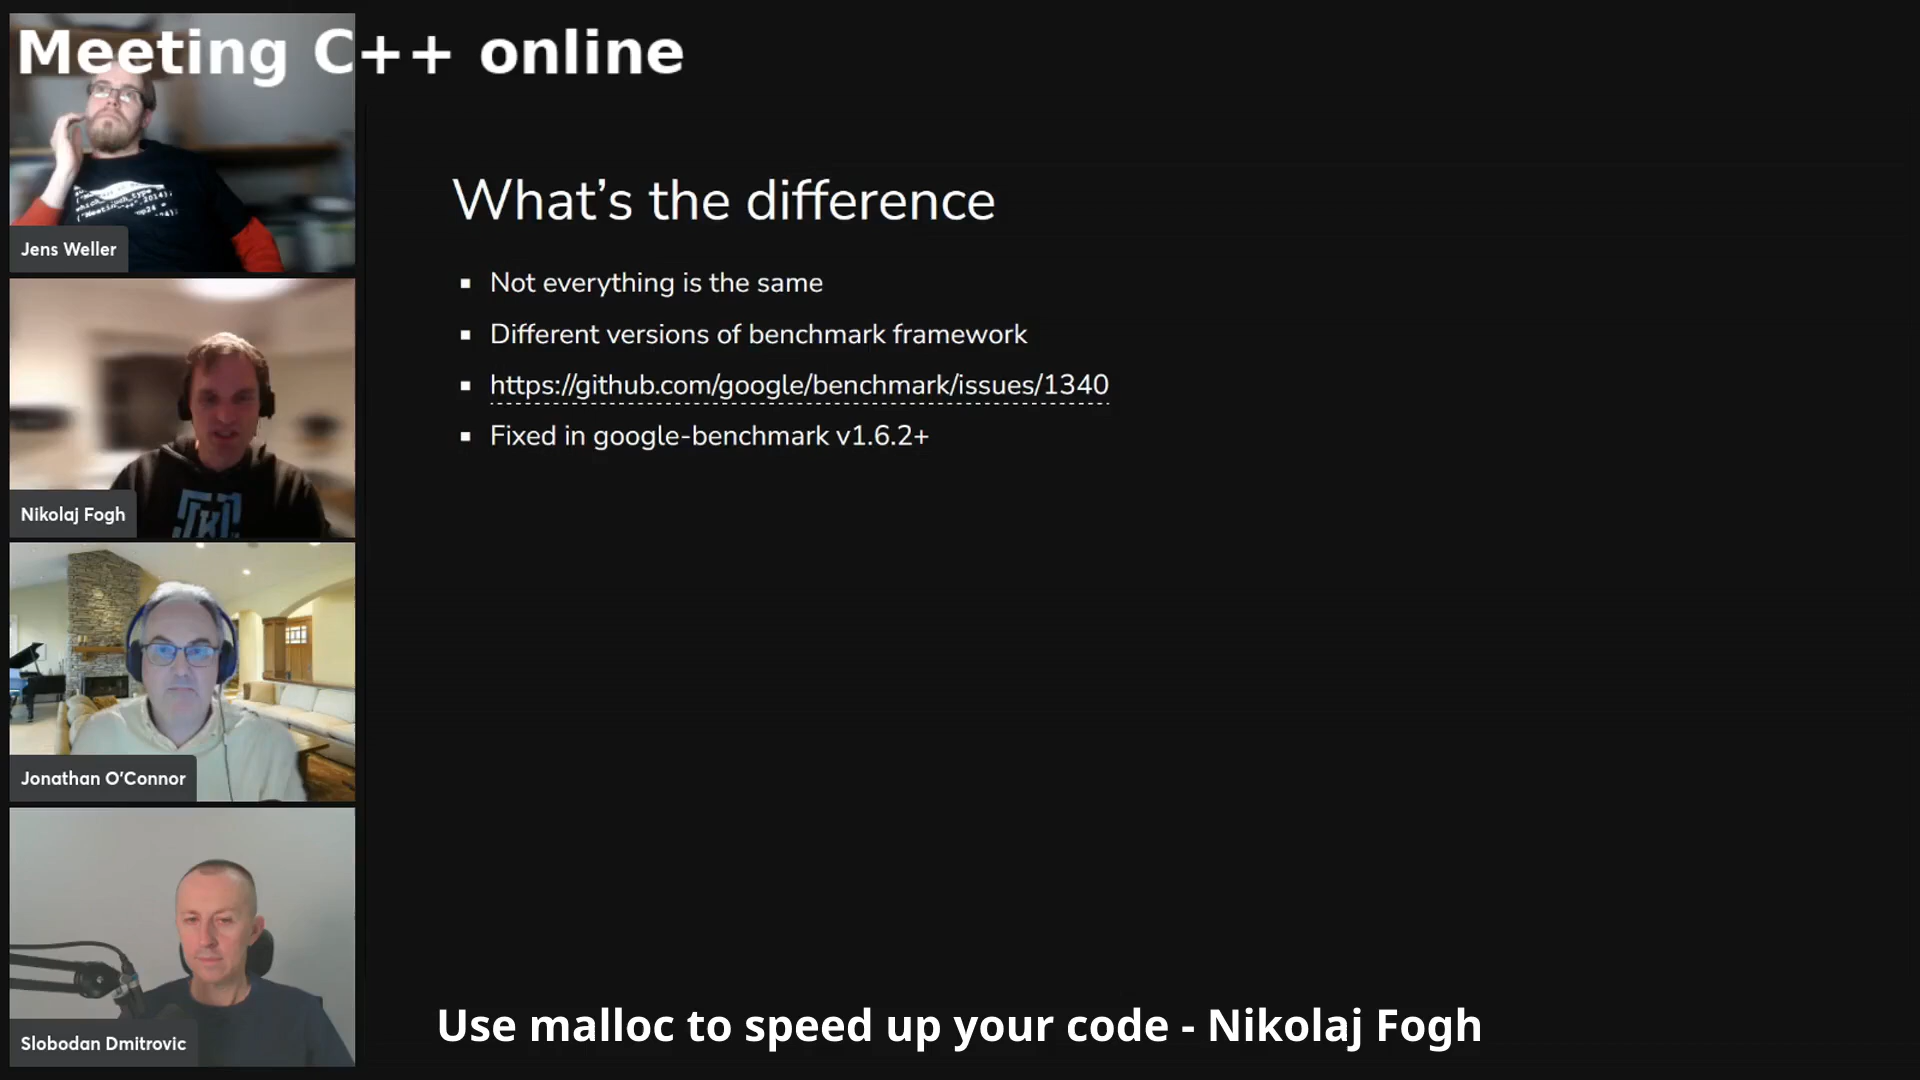 Meeting C++ online
Jens Weller
Nikolaj Fogh
Jonathan O'Connor
Slobodan Dmitrovic
What's the difference
▪ Not everything is the same
▪ Different versions of benchmark framework
▪ https://github.com/google/benchmark/issues/1340
▪ Fixed in google-benchmark v1.6.2+
Use malloc to speed up your code - Nikolaj Fogh